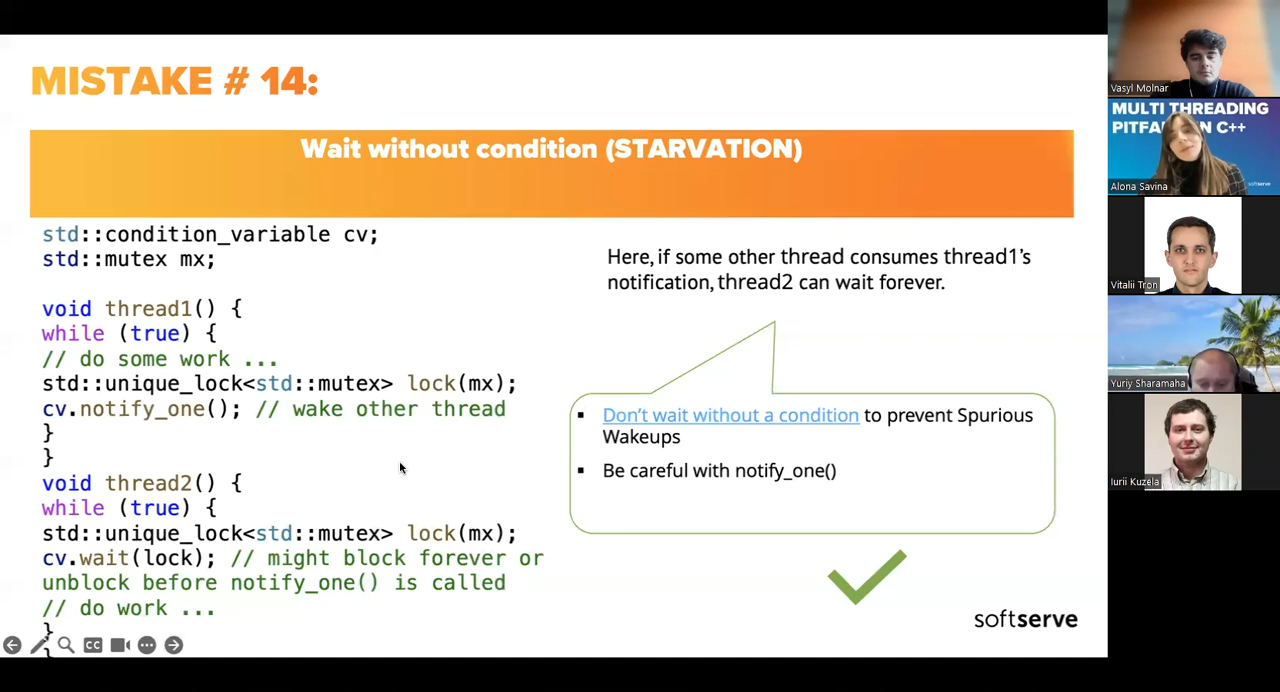 MISTAKE # 14:
Wait without condition (STARVATION)
std::condition_variable cv;
std::mutex mx;
void thread1() {
while (true) {
// do some work ...
std::unique_lock<std::mutex> lock(mx);
cv.notify_one(); // wake other thread
}
}
void thread2() {
while (true) {
std::unique_lock<std::mutex> lock(mx);
cv.wait(lock); // might block forever or
unblock before notify_one() is called
// do work ...
}
}
Here, if some other thread consumes thread1's
notification, thread2 can wait forever.
▪ Don't wait without a condition to prevent Spurious
Wakeups
▪ Be careful with notify_one()
softserve
CC
Vasyl Molnar
MULTI THREADING
PITFA N C++
softserve
Alona Savina
Vitalii Tron
Yuriy Sharamaha
Iurii Kuzela